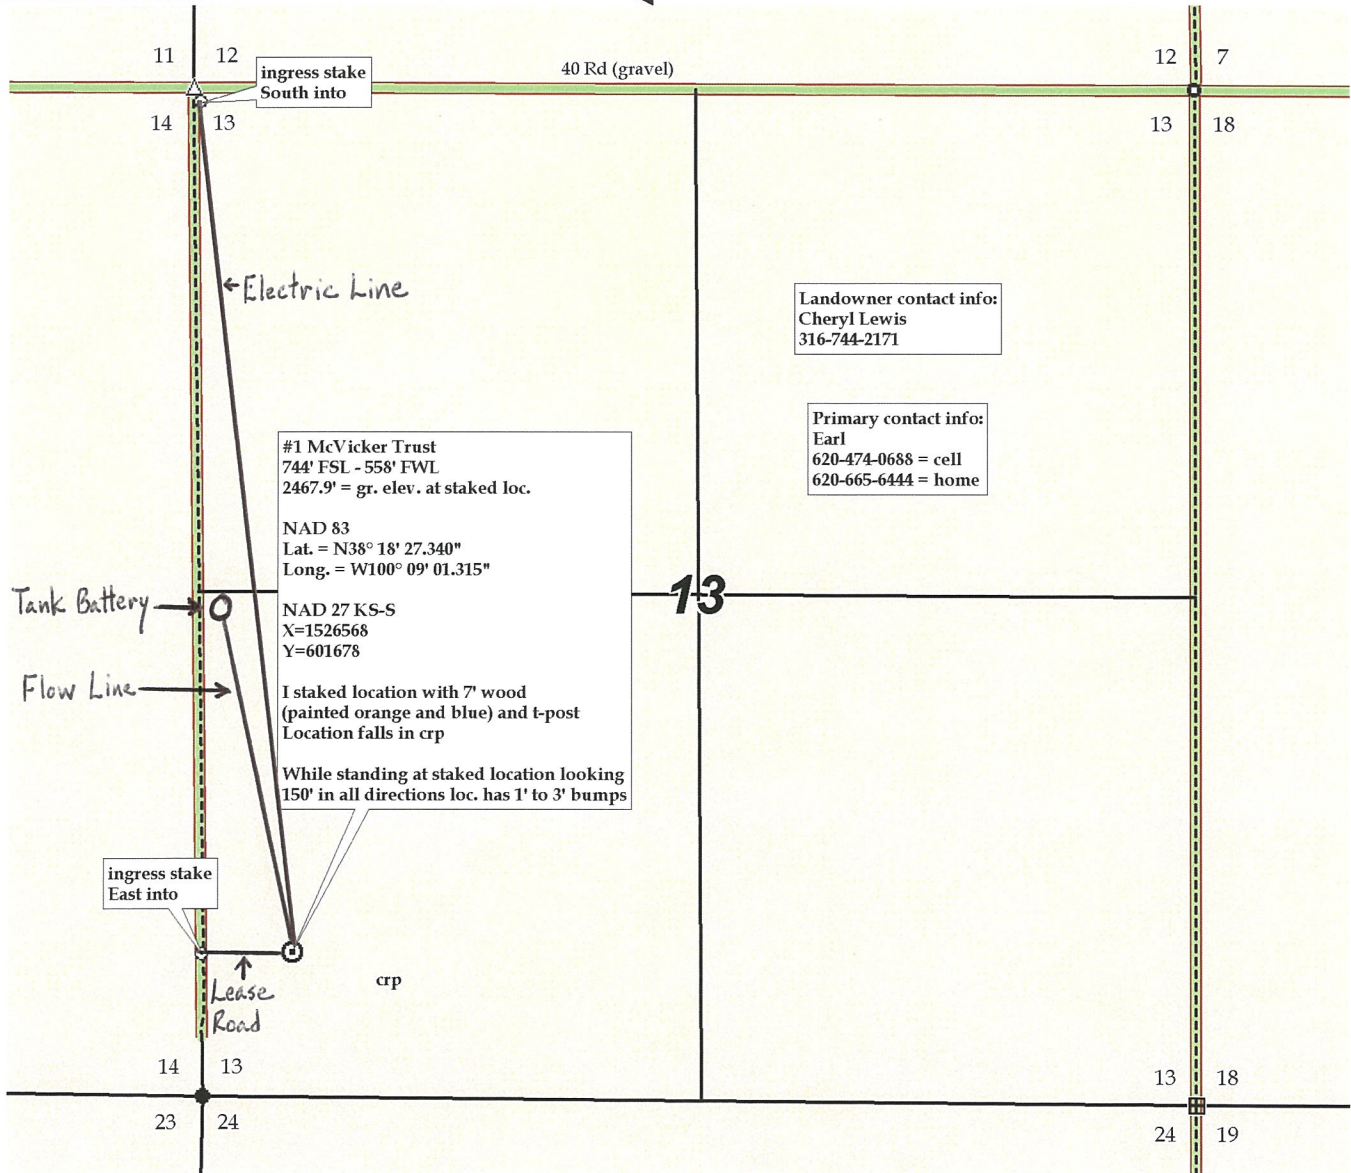 11 12
12 7
ingress stake
South into
40 Rd (gravel)
14 13
13 18
Electric Line
Landowner contact info:
Cheryl Lewis
316-744-2171
Primary contact info:
Earl
620-474-0688 = cell
620-665-6444 = home
#1 McVicker Trust
744' FSL - 558' FWL
2467.9' = gr. elev. at staked loc.
NAD 83
Lat. = N38° 18' 27.340"
Long. = W100° 09' 01.315"
NAD 27 KS-S
X=1526568
Y=601678
I staked location with 7' wood
(painted orange and blue) and t-post
Location falls in crp
While standing at staked location looking
150' in all directions loc. has 1' to 3' bumps
13
Tank Battery
Flow Line
ingress stake
East into
crp
Lease
Road
14 13
13 18
23 24
24 19